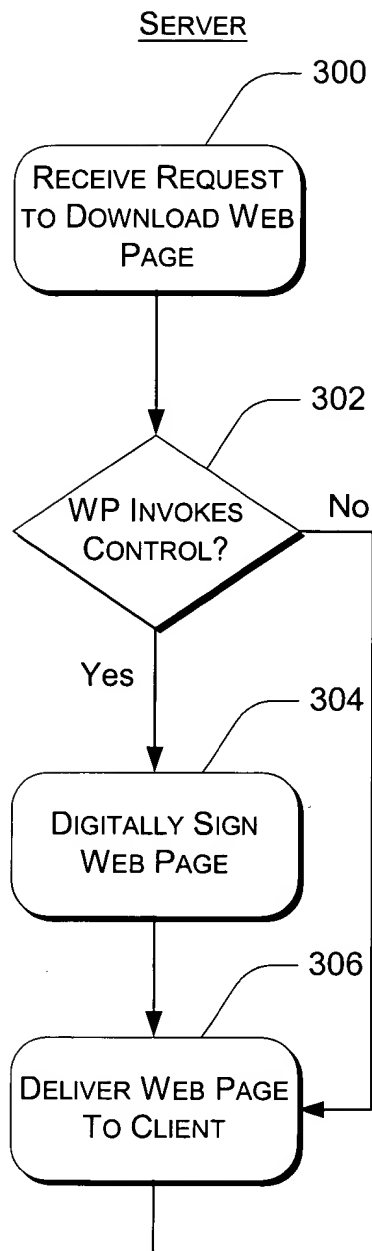 SERVER
300
RECEIVE REQUEST
TO DOWNLOAD WEB
PAGE
302
WP INVOKES
CONTROL?
No
Yes
304
DIGITALLY SIGN
WEB PAGE
306
DELIVER WEB PAGE
TO CLIENT